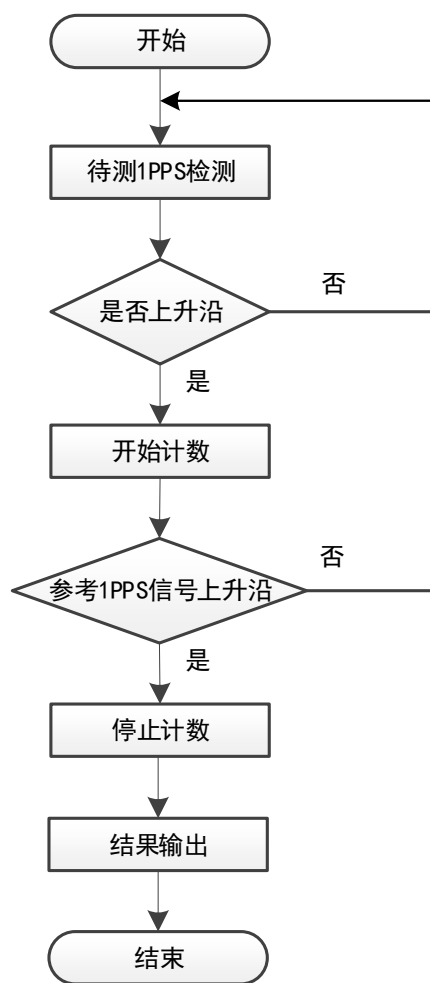 开始
待测1PPS检测
是否上升沿
否
是
开始计数
参考1PPS信号上升沿
否
是
停止计数
结果输出
结束